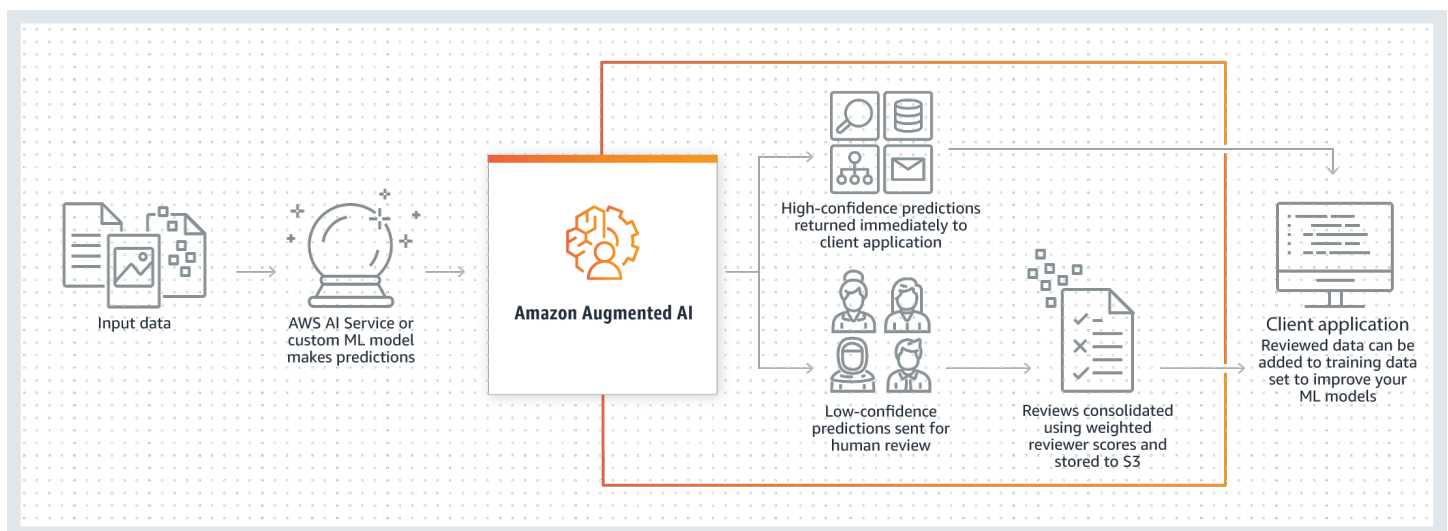 Input data
AWS AI Service or
custom ML model
makes predictions
Amazon Augmented AI
High-confidence predictions
returned immediately to
client application
Low-confidence
predictions sent for
human review
Reviews consolidated
using weighted
reviewer scores and
stored to S3
Client application
Reviewed data can be
added to training data
set to improve your
ML models